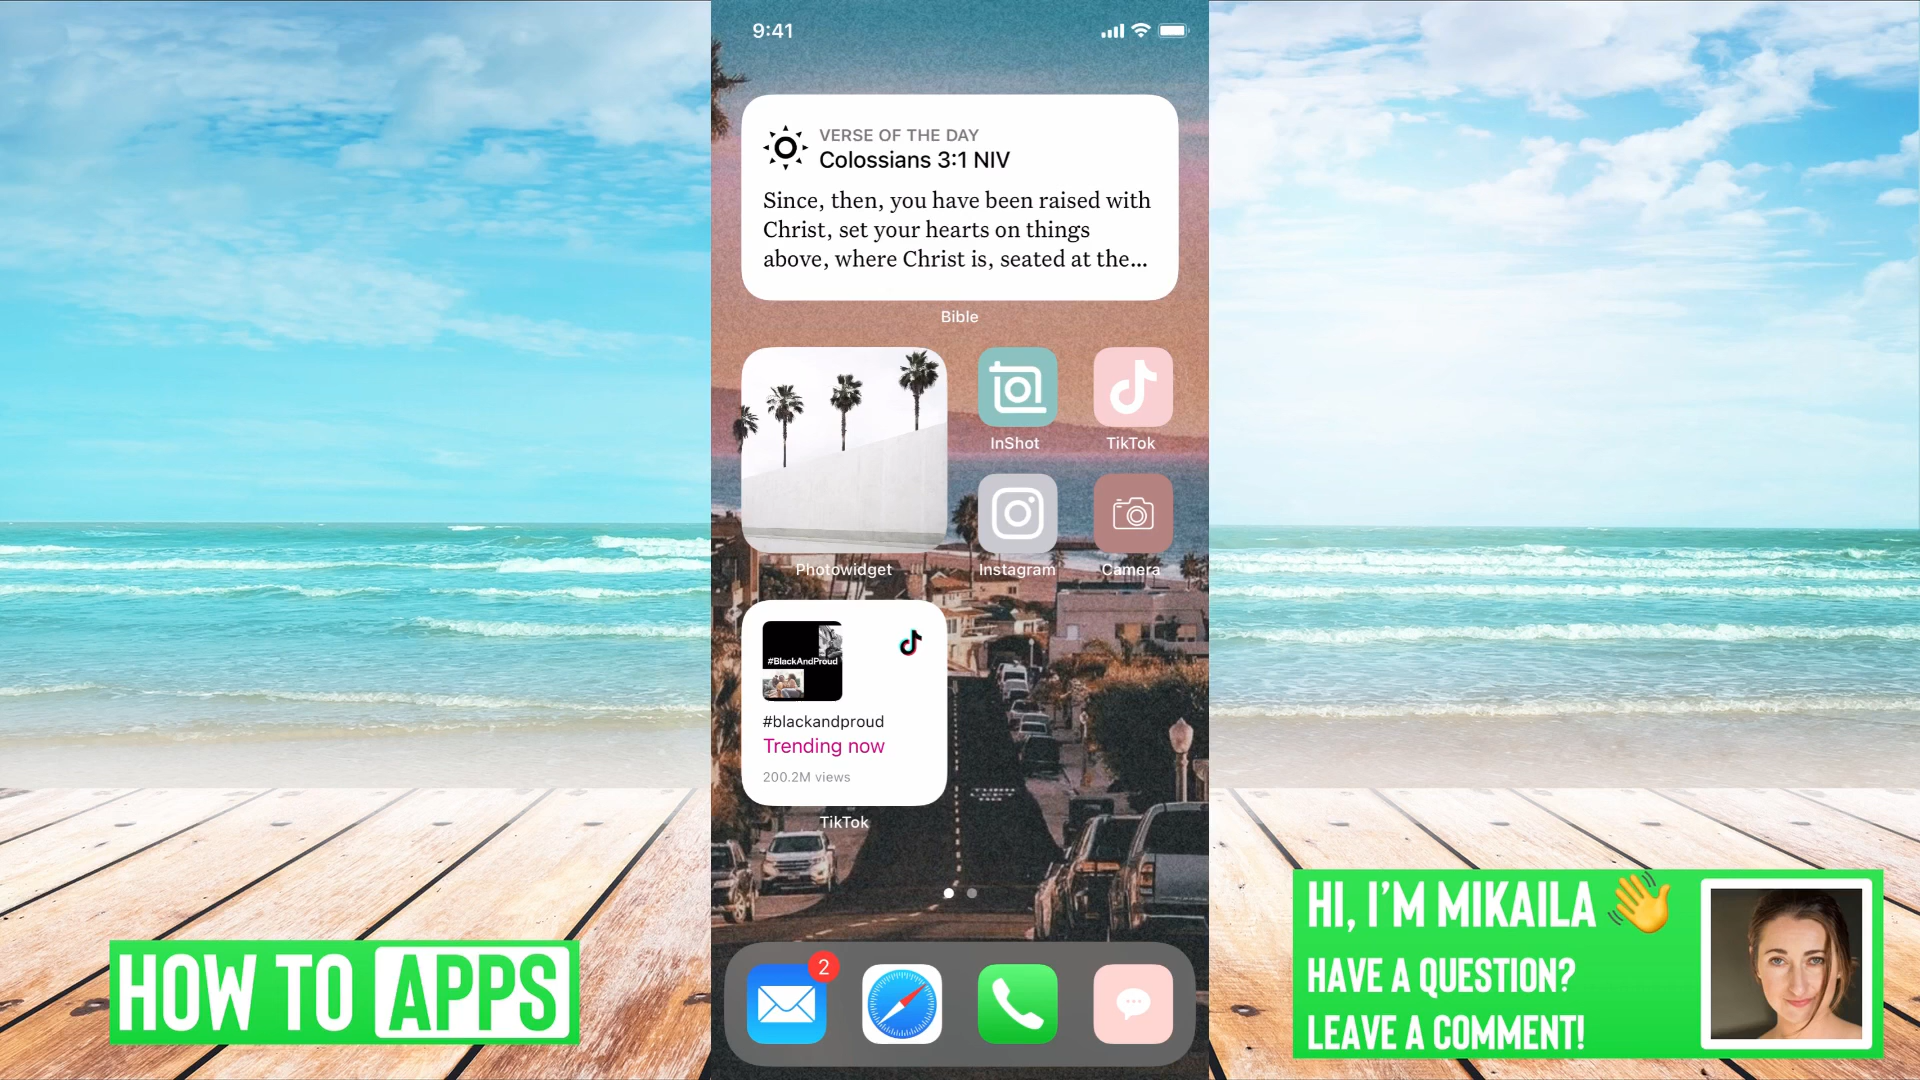 9:41
VERSE OF THE DAY
Colossians 3:1 NIV
Since, then, you have been raised with
Christ, set your hearts on things
above, where Christ is, seated at the...
Bible
InShot
TikTok
Photowidget
Instagram
Camera
#BlackAndProud
#blackandproud
Trending now
200.2M views
TikTok
2
HOW TO APPS
HI, I'M MIKAILA 👋
HAVE A QUESTION?
LEAVE A COMMENT!